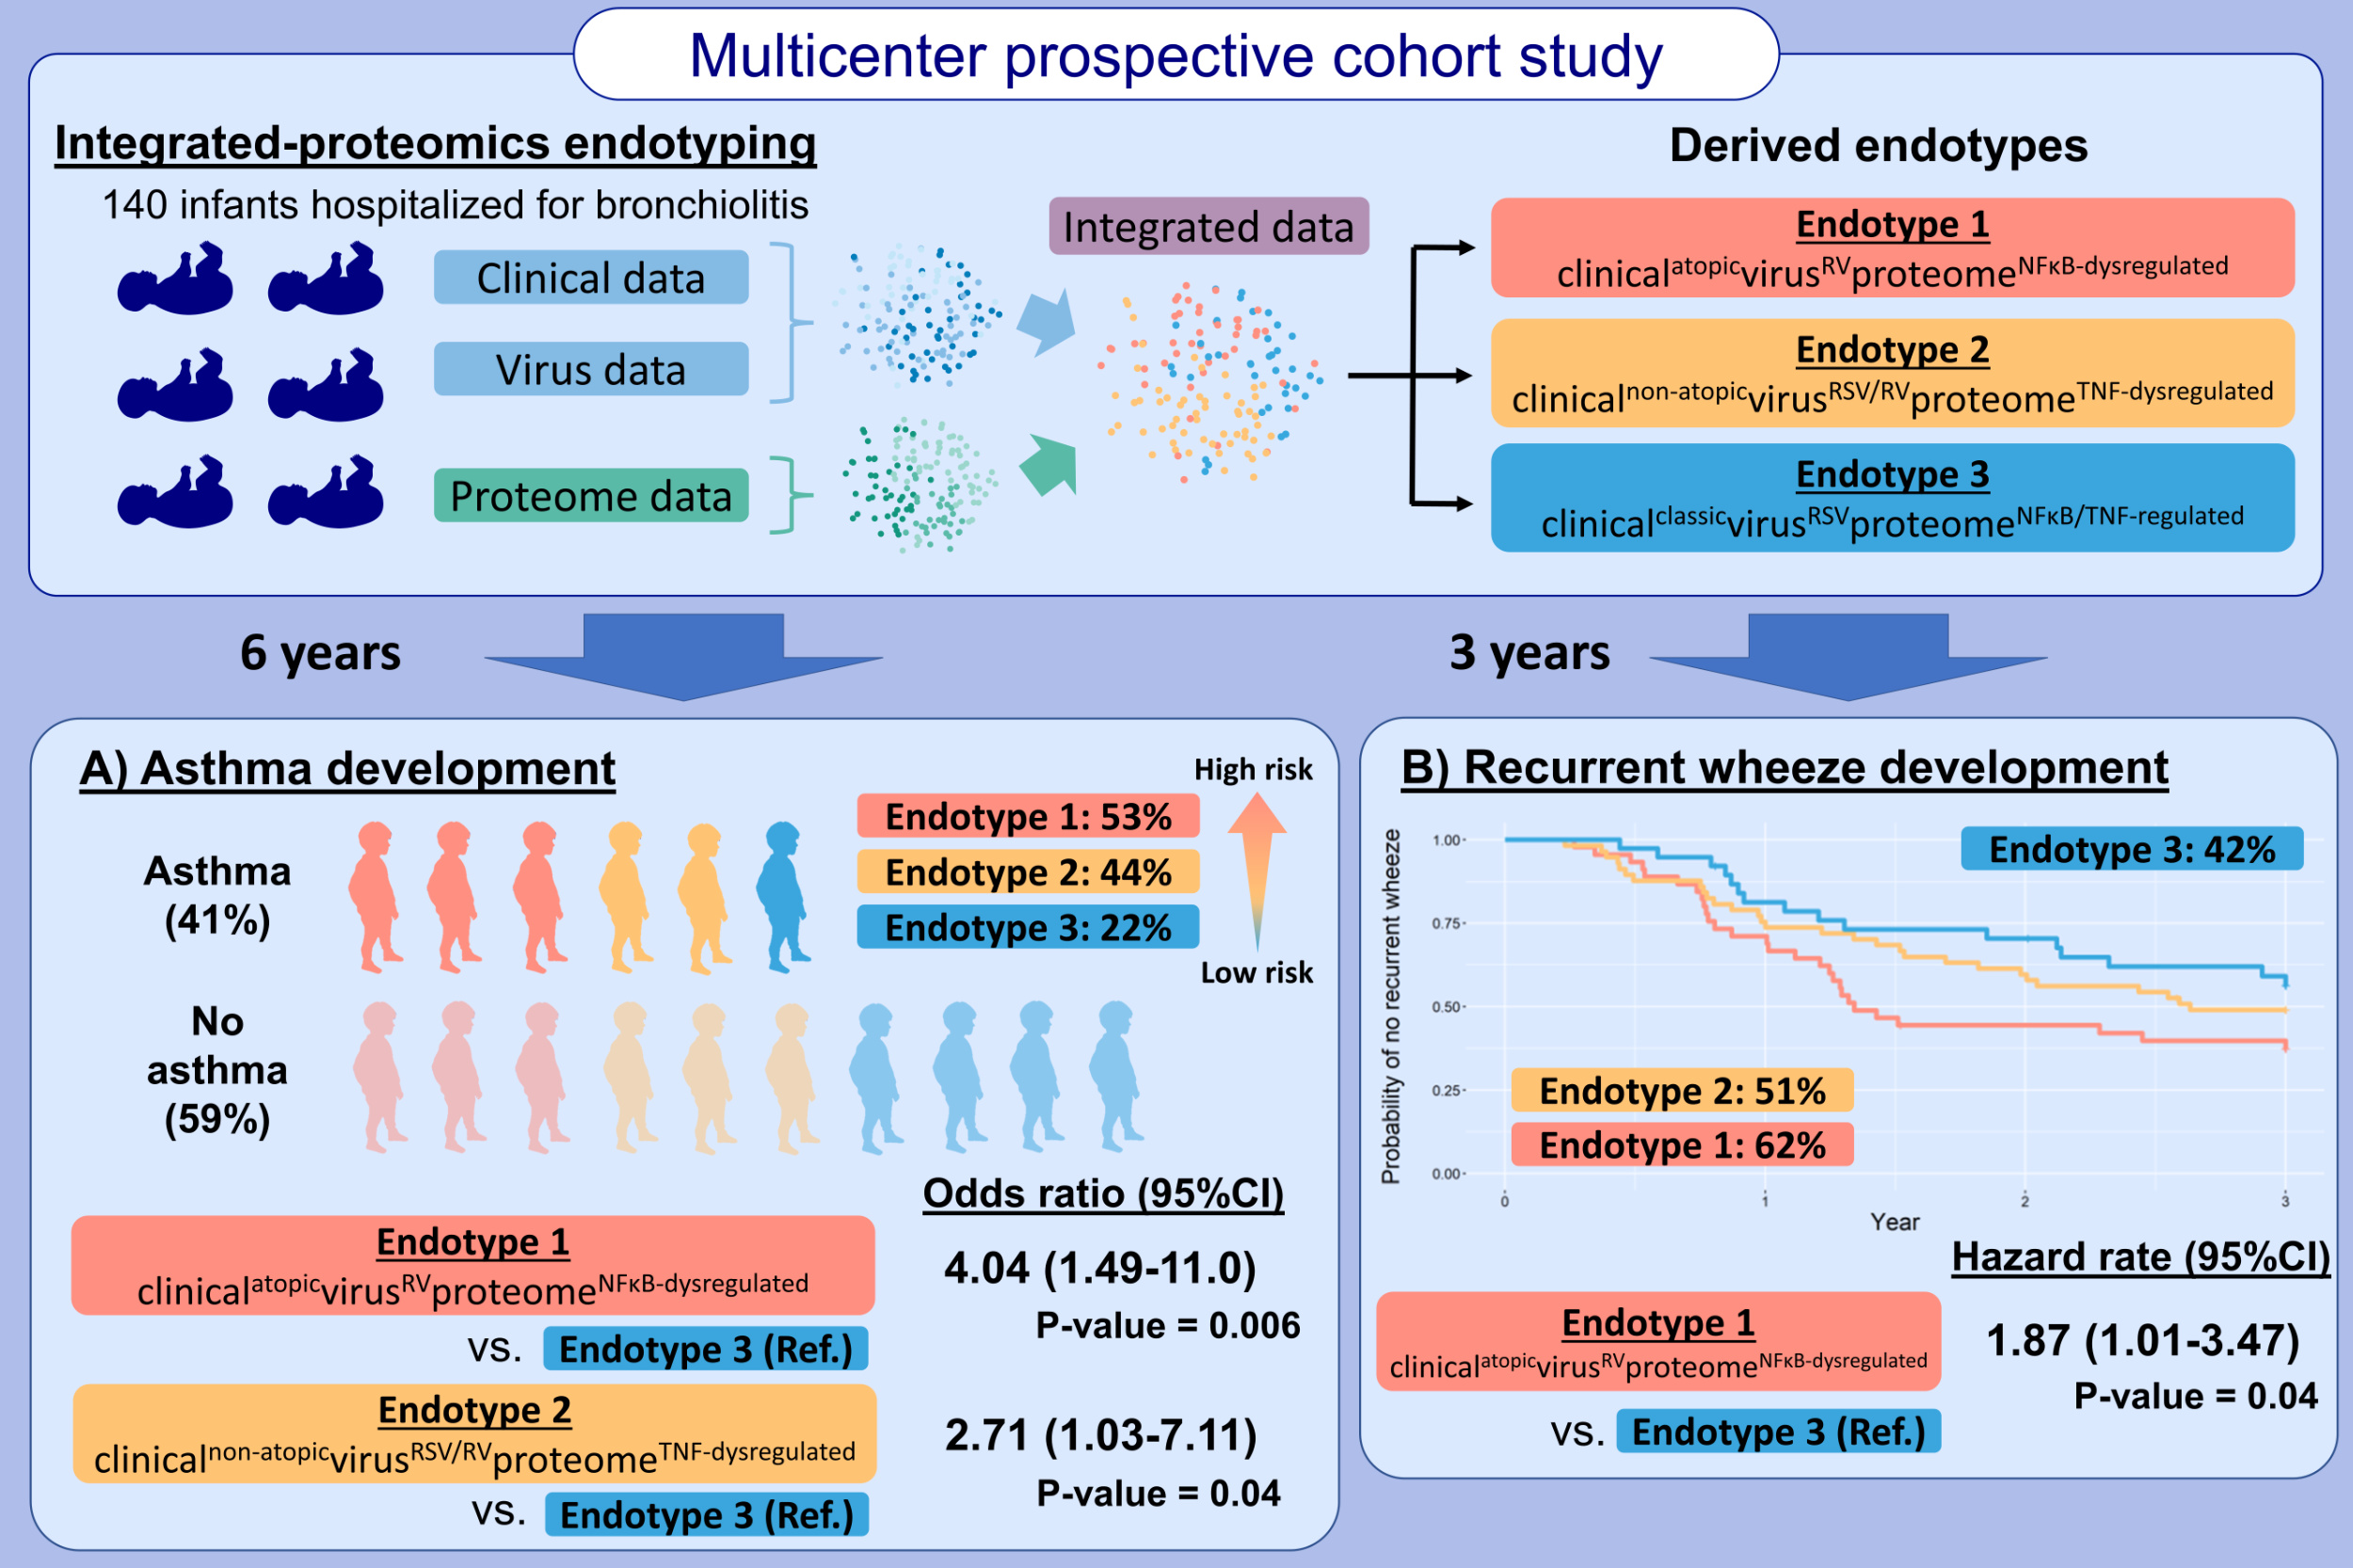 Multicenter prospective cohort study
Integrated-proteomics endotyping
140 infants hospitalized for bronchiolitis
Clinical data
Virus data
Proteome data
Integrated data
Derived endotypes
Endotype 1
clinicalatopicvirusRVproteomeNFκB-dysregulated
Endotype 2
clinicalnon-atopicvirusRSV/RVproteomeTNF-dysregulated
Endotype 3
clinicalclassicvirusRSVproteomeNFκB/TNF-regulated
6 years
3 years
A) Asthma development
Asthma
(41%)
Endotype 1: 53%
Endotype 2: 44%
Endotype 3: 22%
High risk
Low risk
No
asthma
(59%)
Odds ratio (95%CI)
Endotype 1
clinicalatopicvirusRVproteomeNFκB-dysregulated
vs. Endotype 3 (Ref.)
4.04 (1.49-11.0)
P-value = 0.006
Endotype 2
clinicalnon-atopicvirusRSV/RVproteomeTNF-dysregulated
vs. Endotype 3 (Ref.)
2.71 (1.03-7.11)
P-value = 0.04
B) Recurrent wheeze development
Probability of no recurrent wheeze
1.00
0.75
0.50
0.25
0.00
Endotype 3: 42%
Endotype 2: 51%
Endotype 1: 62%
0 1 2 3
Year
Hazard rate (95%CI)
Endotype 1
clinicalatopicvirusRVproteomeNFκB-dysregulated
vs. Endotype 3 (Ref.)
1.87 (1.01-3.47)
P-value = 0.04